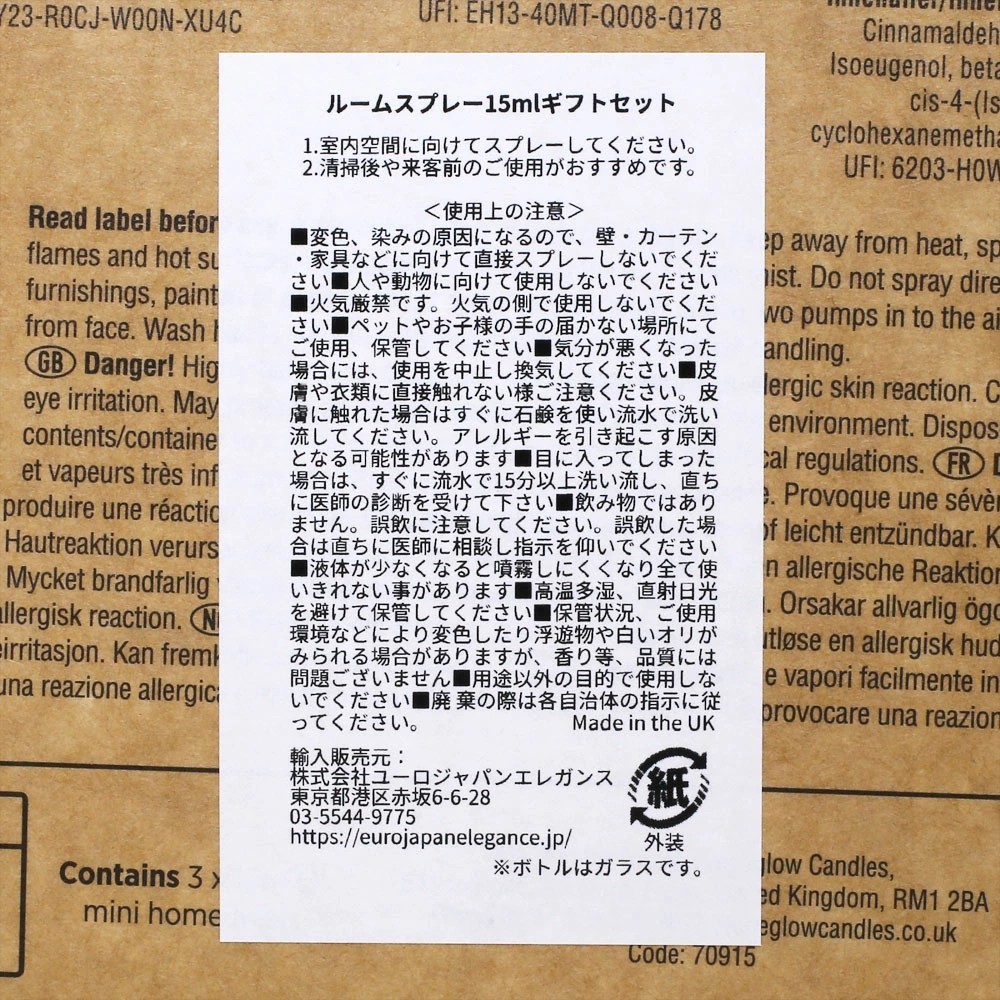 Y23-R0CJ-W00N-XU4C
UFI: EH13-40MT-Q008-Q178
Isoeugenol,
cis-4-(Is
UFI: 6203-H0W
ルームスプレー15mlギフトセット
1.室内空間に向けてスプレーしてください。
2.清掃後や来客前のご使用がおすすめです。
＜使用上の注意＞
■変色、染みの原因になるので、壁・カーテン
・家具などに向けて直接スプレーしないでくだ
さい■人や動物に向けて使用しないでください
■火気厳禁です。火気の側で使用しないでくだ
さい■ペットやお子様の手の届かない場所にて
ご使用、保管してください■気分が悪くなった
場合には、使用を中止し換気してください■皮
膚や衣類に直接触れない様ご注意ください。皮
膚に触れた場合はすぐに石鹸を使い流水で洗い
流してください。アレルギーを引き起こす原因
となる可能性があります■目に入ってしまった
場合は、すぐに流水で15分以上洗い流し、直ち
に医師の診断を受けて下さい■飲み物ではあり
ません。誤飲に注意してください。誤飲した場
合は直ちに医師に相談し指示を仰いでください
■液体が少なくなると噴霧しにくくなり全て使
いきれない事があります■高温多湿、直射日光
を避けて保管してください■保管状況、ご使用
環境などにより変色したり浮遊物や白いオリが
みられる場合がありますが、香り等、品質には
問題ございません■用途以外の目的で使用しな
いでください■廃 棄の際は各自治体の指示に従
ってください。 Made in the UK
輸入販売元：
株式会社ユーロジャパンエレガンス
東京都港区赤坂6-6-28
03-5544-9775
https://eurojapanelegance.jp/
紙
外装
※ボトルはガラスです。
Read label befor
flames and hot su
furnishings, paint
from face. Wash
GB Danger! Hig
eye irritation. May
contents/containe
et vapeurs très inf
produire une réactio
Hautreaktion verurs
Mycket brandfarlig
allergisk reaction.
irritasjon. Kan fremk
una reazione allergica
ep away from heat, sp
nist. Do not spray dire
wo pumps in to the ai
andling.
lergic skin reaction. C
environment. Dispos
cal regulations. FR D
e. Provoque une sévè
of leicht entzündbar. K
n allergische Reaktion
. Orsakar allvarlig ögo
utløse en allergisk hud
e vapori facilmente in
provocare una reazion
Contains 3 x
mini home
glow Candles,
ed Kingdom, RM1 2BA
eglowcandles.co.uk
Code: 70915